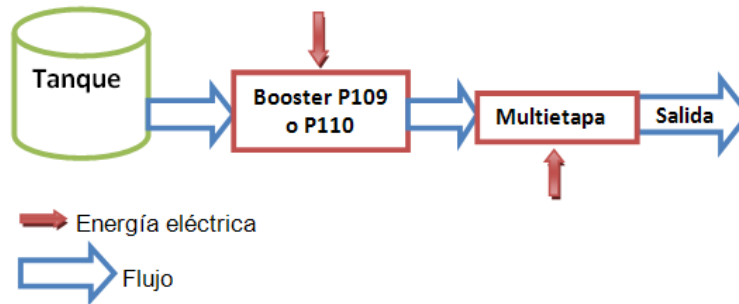 Tanque
Booster P109
o P110
Multietapa
Salida
Energía eléctrica
Flujo